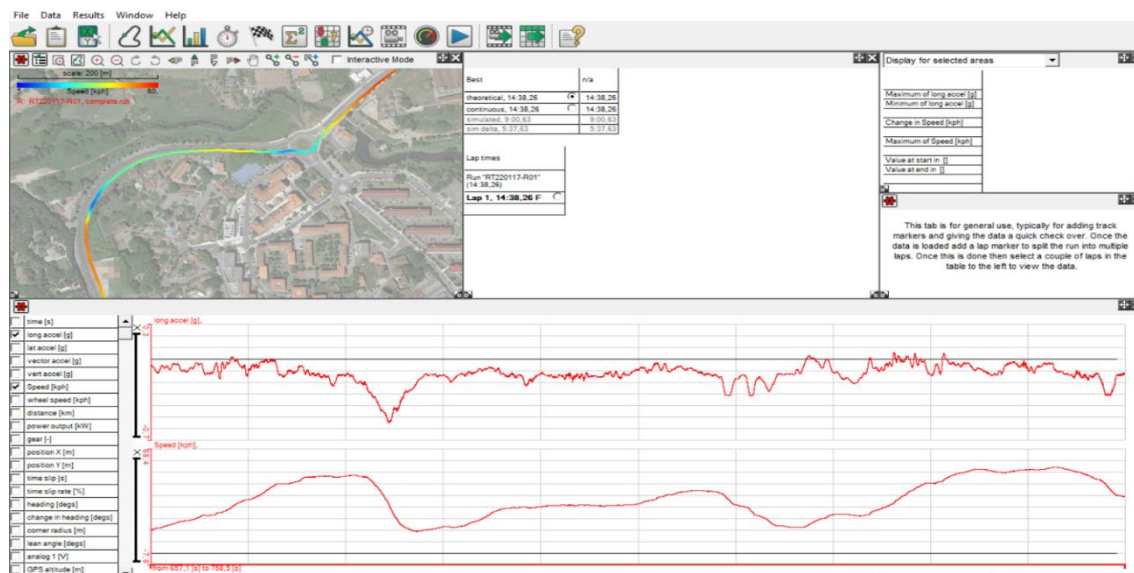 File Data Results Window Help
Interactive Mode
scale: 200 [m]
Speed [kph]
60,
R: RT220117-R01, complete run
Best n/a
theoretical, 14:38,26 14:38,26
continuous, 14:38,26 14:38,26
simulated, 9:00,63 9:00,63
sim delta, 5:37,63 5:37,63
Lap times
Run "RT220117-R01"
(14:38,26)
Lap 1, 14:38,26 F
Display for selected areas
Maximum of long accel [g]
Minimum of long accel [g]
Change in Speed [kph]
Maximum of Speed [kph]
Value at start in []
Value at end in []
This tab is for general use, typically for adding track
markers and giving the data a quick check over. Once the
data is loaded add a lap marker to split the run into multiple
laps. Once this is done then select a couple of laps in the
table to the left to view the data.
time [s]
long accel [g]
lat accel [g]
vector accel [g]
vert accel [g]
Speed [kph]
wheel speed [kph]
distance [km]
power output [kW]
gear [-]
position X [m]
position Y [m]
time slip [s]
time slip rate [%]
heading [degs]
change in heading [degs]
corner radius [m]
lean angle [degs]
analog 1 [V]
GPS altitude [m]
long accel [g],
Speed [kph],
from 657,1 [s] to 758,5 [s]